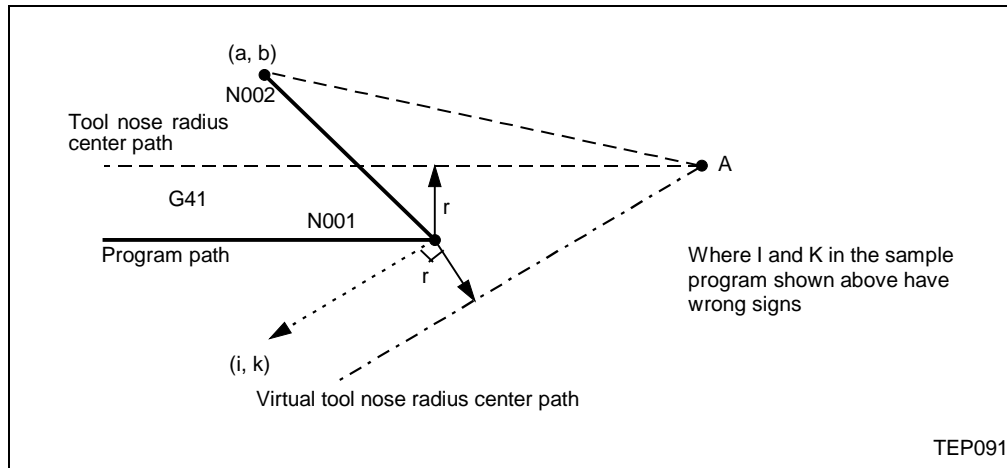 (a, b)
N002
Tool nose radius
center path
A
G41
r
N001
Program path
r
Where I and K in the sample
program shown above have
wrong signs
(i, k)
Virtual tool nose radius center path
TEP091